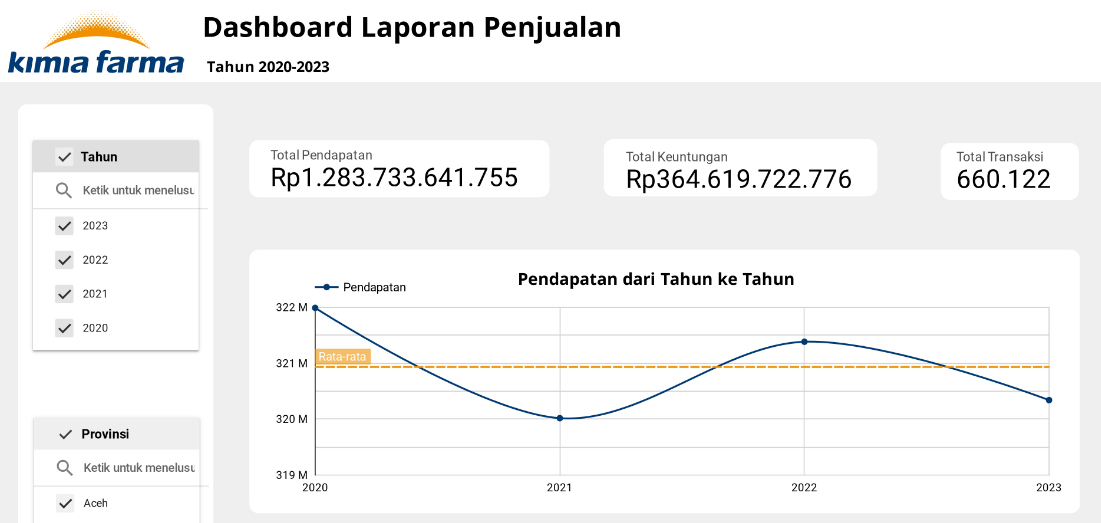 kimia farma
Dashboard Laporan Penjualan
Tahun 2020-2023
Tahun
Ketik untuk menelusu
2023
2022
2021
2020
Provinsi
Ketik untuk menelusu
Aceh
Total Pendapatan
Rp1.283.733.641.755
Total Keuntungan
Rp364.619.722.776
Total Transaksi
660.122
Pendapatan dari Tahun ke Tahun
Pendapatan
322 M
Rata-rata
321 M
320 M
319 M
2020
2021
2022
2023